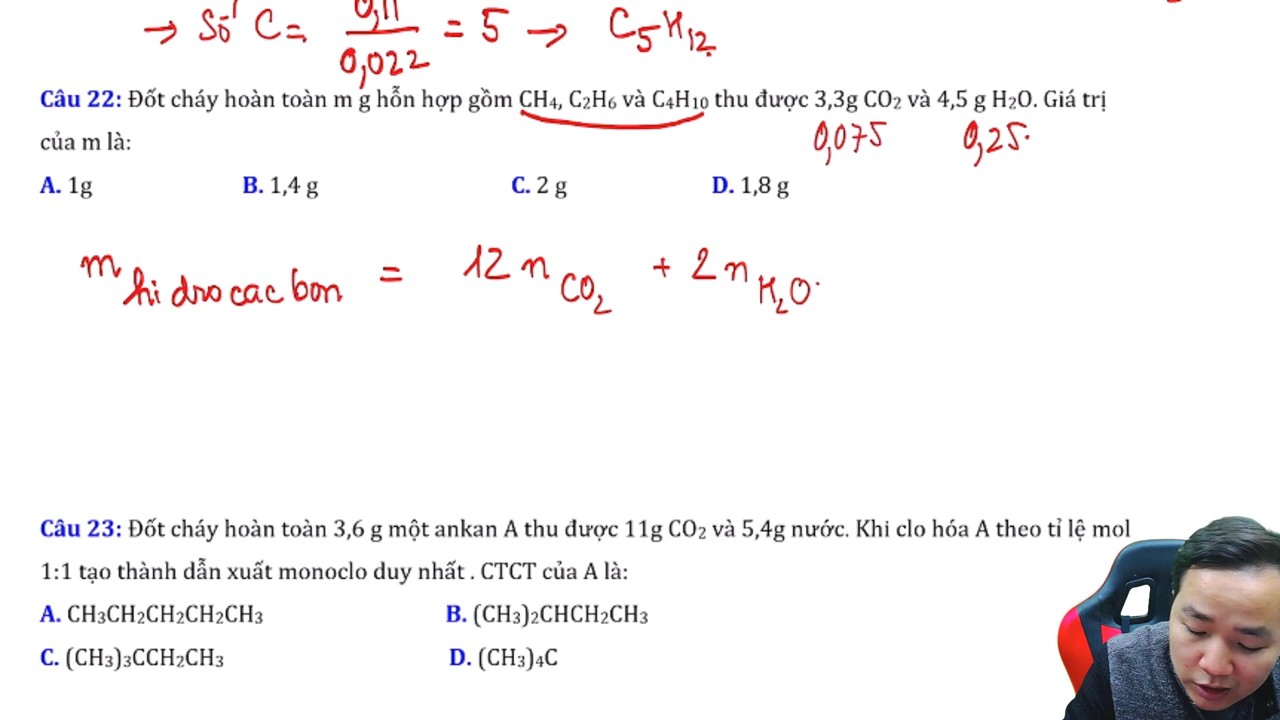 → Số C = 0,11 / 0,022 = 5 → C₅H₁₂.
Câu 22: Đốt cháy hoàn toàn m g hỗn hợp gồm CH₄, C₂H₆ và C₄H₁₀ thu được 3,3g CO₂ và 4,5 g H₂O. Giá trị
0,075 0,25.
của m là:
A. 1g B. 1,4 g C. 2 g D. 1,8 g
m hidrocacbon = 12 n CO₂ + 2 n H₂O.
Câu 23: Đốt cháy hoàn toàn 3,6 g một ankan A thu được 11g CO₂ và 5,4g nước. Khi clo hóa A theo tỉ lệ mol
1:1 tạo thành dẫn xuất monoclo duy nhất . CTCT của A là:
A. CH₃CH₂CH₂CH₂CH₃ B. (CH₃)₂CHCH₂CH₃
C. (CH₃)₃CCH₂CH₃ D. (CH₃)₄C